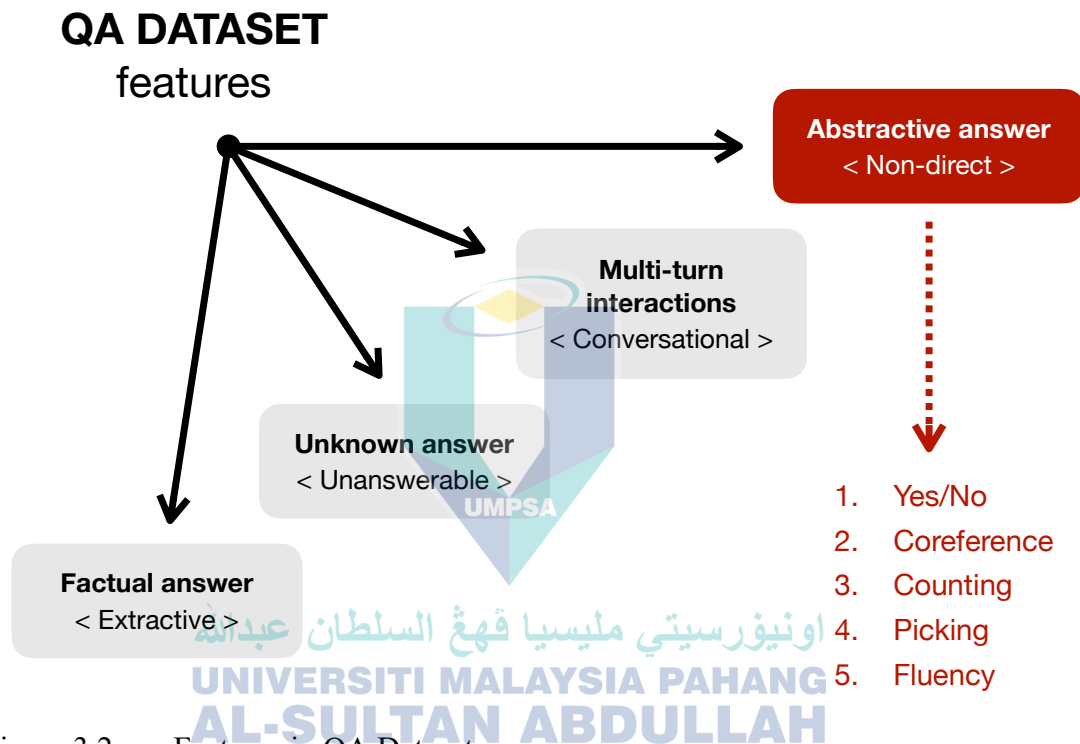 QA DATASET
features
Abstractive answer
< Non-direct >
Multi-turn
interactions
< Conversational >
Unknown answer
< Unanswerable >
UMPSA
1. Yes/No
2. Coreference
3. Counting
4. Picking
5. Fluency
Factual answer
< Extractive >
اونيۏرسيتي مليسيا ڤهڠ السلطان عبدالله
UNIVERSITI MALAYSIA PAHANG
AL-SULTAN ABDULLAH
3.2